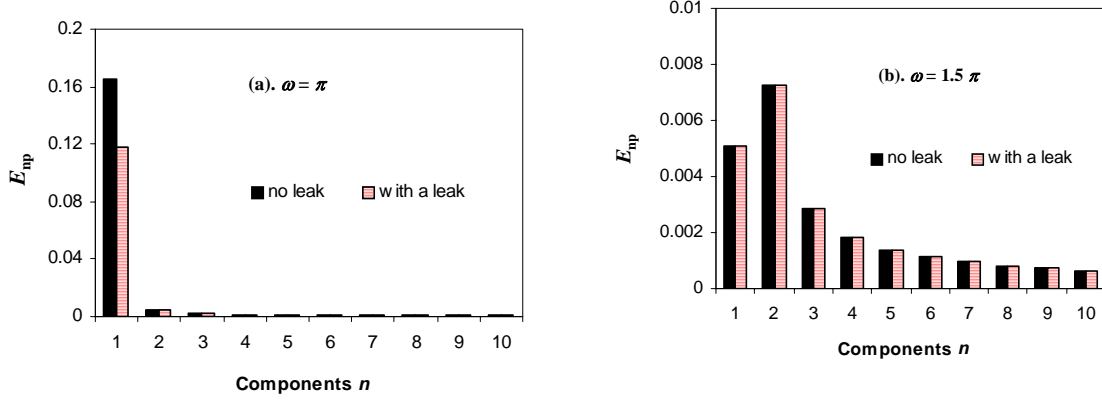 0.2
0.16
0.12
0.08
0.04
0
Enp
(a). ω = π
no leak
with a leak
1 2 3 4 5 6 7 8 9 10
Components n
0.01
0.008
0.006
0.004
0.002
0
Enp
(b). ω = 1.5 π
no leak
with a leak
1 2 3 4 5 6 7 8 9 10
Components n